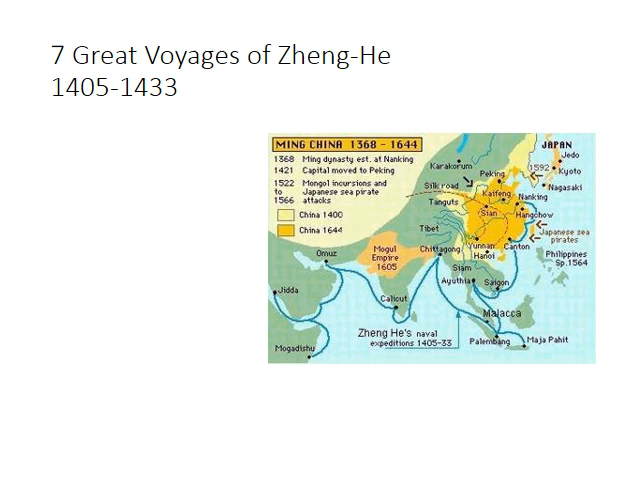 7 Great Voyages of Zheng-He
1405-1433
MING CHINA 1368 - 1644
1368 Ming dynasty est. at Nanking
1421 Capital moved to Peking
1522 Mongol incursions and
to Japanese sea pirate
1566 attacks
China 1400
China 1644
JAPAN
Jedo
1592
Kyoto
Nagasaki
Karakorum
Peking
Silk road
Kaifeng
Nanking
Tanguts
Sian
Hangchow
Tibet
Japanese sea
pirates
Omuz
Mogul
Empire
1605
Chittagong
Yunnan
Canton
Hanoi
Philippines
Sp.1564
Siam
Ayuthia
Saigon
Jidda
Calicut
Malacca
Zheng He's naval
expeditions 1405-33
Palembang
Maja Pahit
Mogadishu